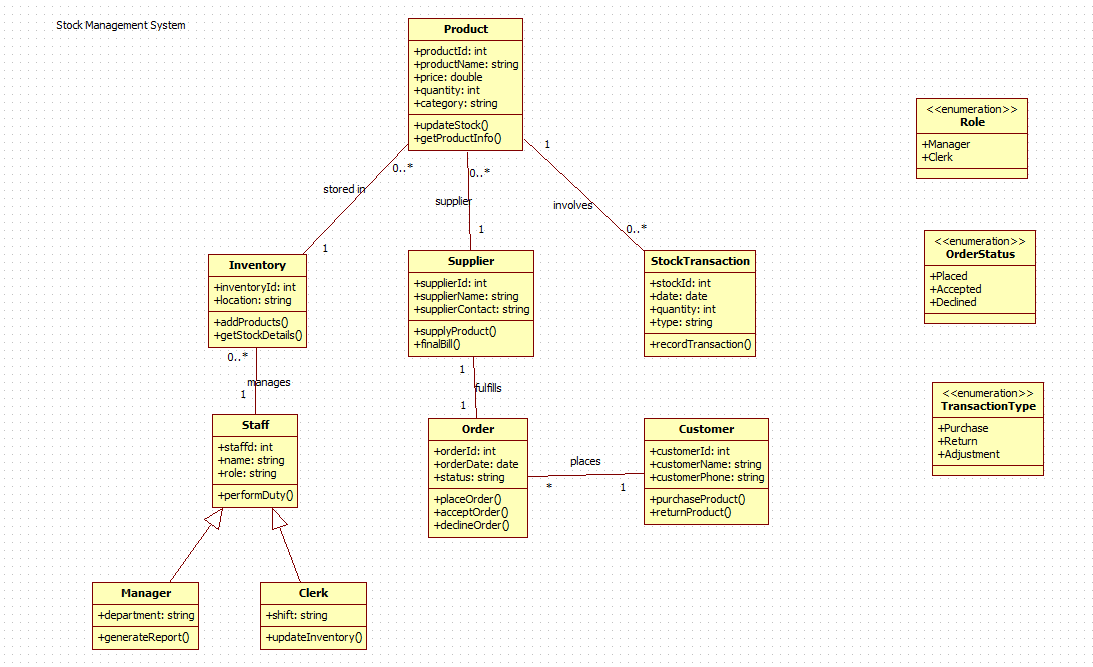 Stock Management System
Product
+productId: int
+productName: string
+price: double
+quantity: int
+category: string
+updateStock()
+getProductInfo()
0..*
stored in
1
0..*
supplier
1
1
involves
0..*
Inventory
+inventoryId: int
+location: string
+addProducts()
+getStockDetails()
Supplier
+supplierId: int
+supplierName: string
+supplierContact: string
+supplyProduct()
+finalBill()
StockTransaction
+stockId: int
+date: date
+quantity: int
+type: string
+recordTransaction()
0..*
manages
1
1
fulfills
1
Staff
+staffd: int
+name: string
+role: string
+performDuty()
Order
+orderId: int
+orderDate: date
+status: string
+placeOrder()
+acceptOrder()
+declineOrder()
places
*
1
Customer
+customerId: int
+customerName: string
+customerPhone: string
+purchaseProduct()
+returnProduct()
Manager
+department: string
+generateReport()
Clerk
+shift: string
+updateInventory()
<<enumeration>>
Role
+Manager
+Clerk
<<enumeration>>
OrderStatus
+Placed
+Accepted
+Declined
<<enumeration>>
TransactionType
+Purchase
+Return
+Adjustment